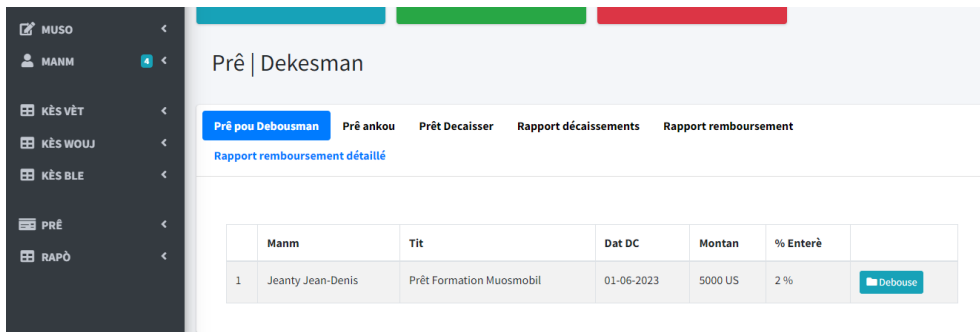 MUSO
MANM 4
KÈS VÈT
KÈS WOUJ
KÈS BLE
PRÊ
RAPÒ
Prê | Dekesman
Prê pou Debousman Prê ankou Prêt Decaisser Rapport décaissements Rapport remboursement
Rapport remboursement détaillé
Manm Tit Dat DC Montan % Enterè
1 Jeanty Jean-Denis Prêt Formation Muosmobil 01-06-2023 5000 US 2 % Debouse